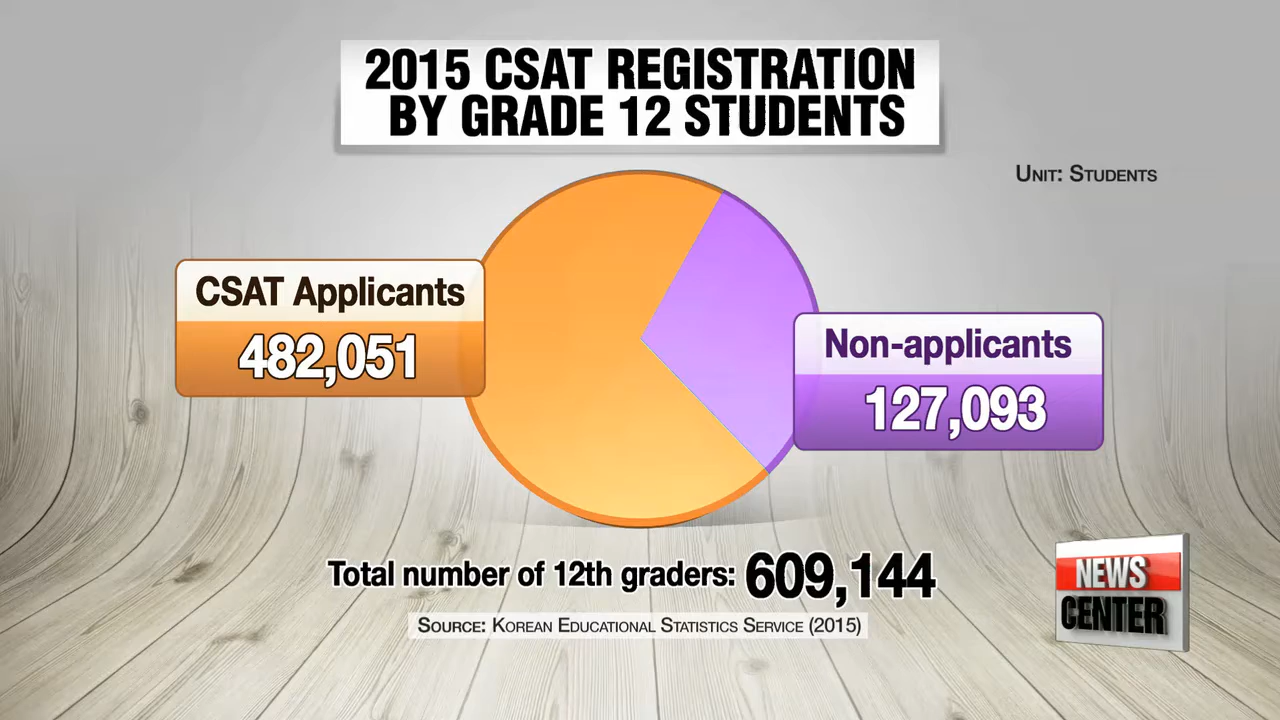 2015 CSAT REGISTRATION
BY GRADE 12 STUDENTS
UNIT: STUDENTS
CSAT Applicants
482,051
Non-applicants
127,093
Total number of 12th graders: 609,144
SOURCE: KOREAN EDUCATIONAL STATISTICS SERVICE (2015)
NEWS
CENTER